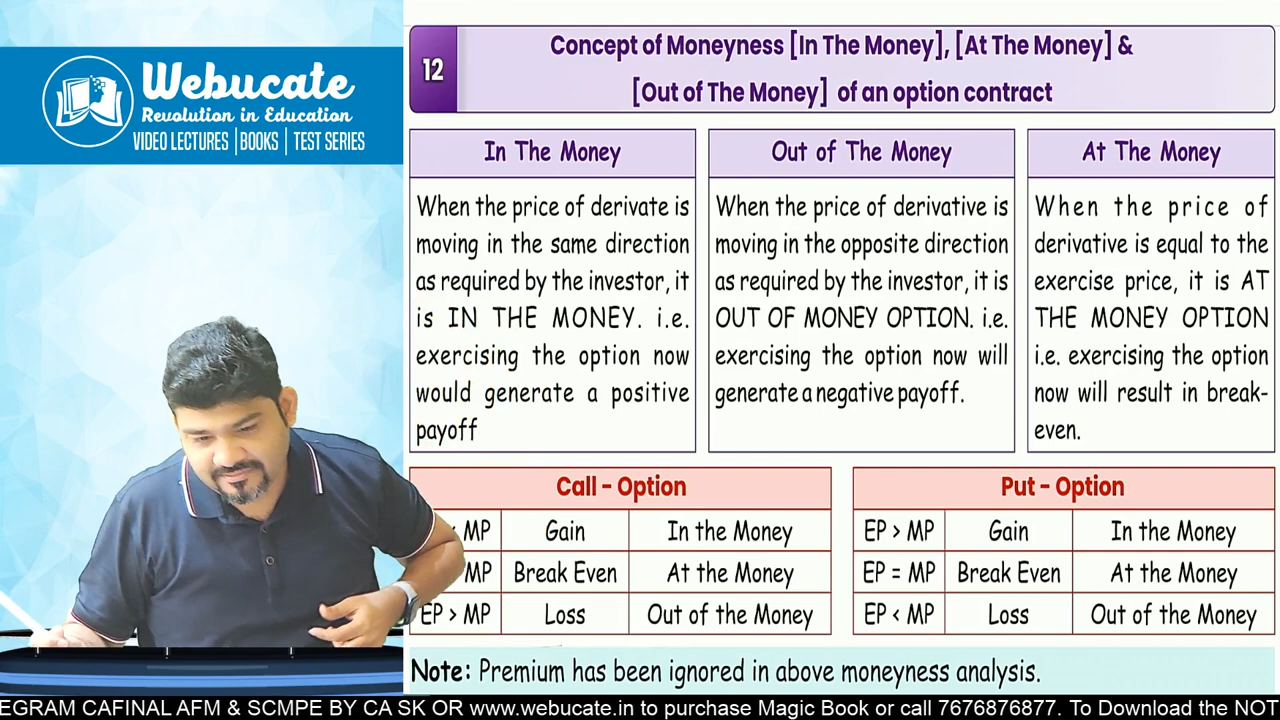 Webucate
Revolution in Education
VIDEO LECTURES | BOOKS | TEST SERIES
12
Concept of Moneyness [In The Money], [At The Money] &
[Out of The Money] of an option contract
In The Money
When the price of derivate is
moving in the same direction
as required by the investor, it
is IN THE MONEY. i.e.
exercising the option now
would generate a positive
payoff
Out of The Money
When the price of derivative is
moving in the opposite direction
as required by the investor, it is
OUT OF MONEY OPTION. i.e.
exercising the option now will
generate a negative payoff.
At The Money
When the price of
derivative is equal to the
exercise price, it is AT
THE MONEY OPTION
i.e. exercising the option
now will result in break-
even.
Call - Option
< MP Gain In the Money
MP Break Even At the Money
EP > MP Loss Out of the Money
Put - Option
EP > MP Gain In the Money
EP = MP Break Even At the Money
EP < MP Loss Out of the Money
Note: Premium has been ignored in above moneyness analysis.
EGRAM CAFINAL AFM & SCMPE BY CA SK OR www.webucate.in to purchase Magic Book or call 7676876877. To Download the NOT